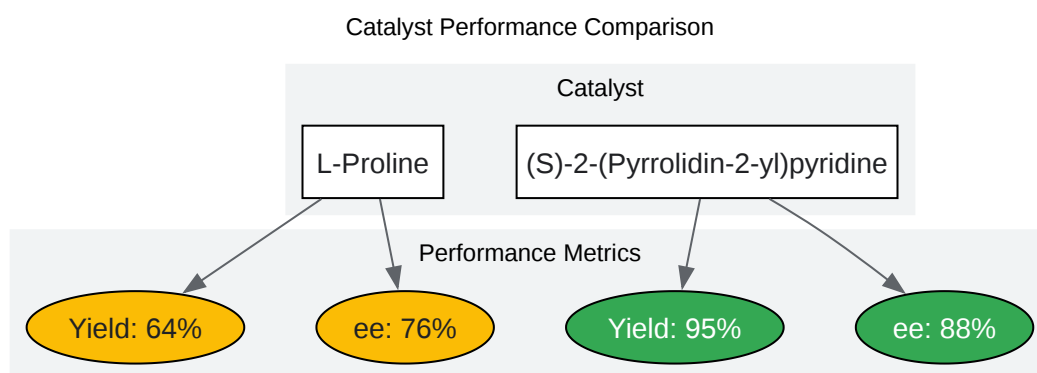 Catalyst Performance Comparison
Catalyst
L-Proline
(S)-2-(Pyrrolidin-2-yl)pyridine
Performance Metrics
Yield: 64%
ee: 76%
Yield: 95%
ee: 88%